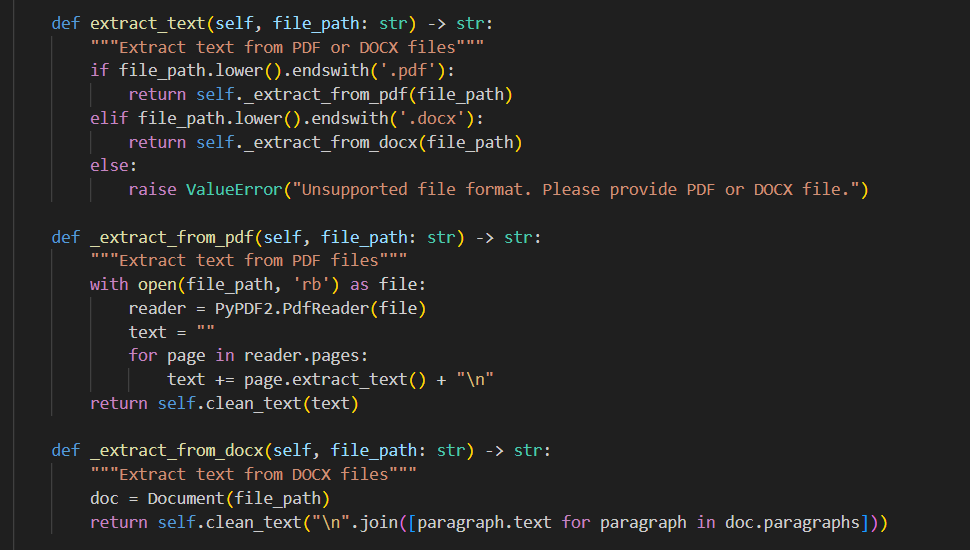 def extract_text(self, file_path: str) -> str:
    """Extract text from PDF or DOCX files"""
    if file_path.lower().endswith('.pdf'):
        return self._extract_from_pdf(file_path)
    elif file_path.lower().endswith('.docx'):
        return self._extract_from_docx(file_path)
    else:
        raise ValueError("Unsupported file format. Please provide PDF or DOCX file.")

def _extract_from_pdf(self, file_path: str) -> str:
    """Extract text from PDF files"""
    with open(file_path, 'rb') as file:
        reader = PyPDF2.PdfReader(file)
        text = ""
        for page in reader.pages:
            text += page.extract_text() + "\n"
    return self.clean_text(text)

def _extract_from_docx(self, file_path: str) -> str:
    """Extract text from DOCX files"""
    doc = Document(file_path)
    return self.clean_text("\n".join([paragraph.text for paragraph in doc.paragraphs]))